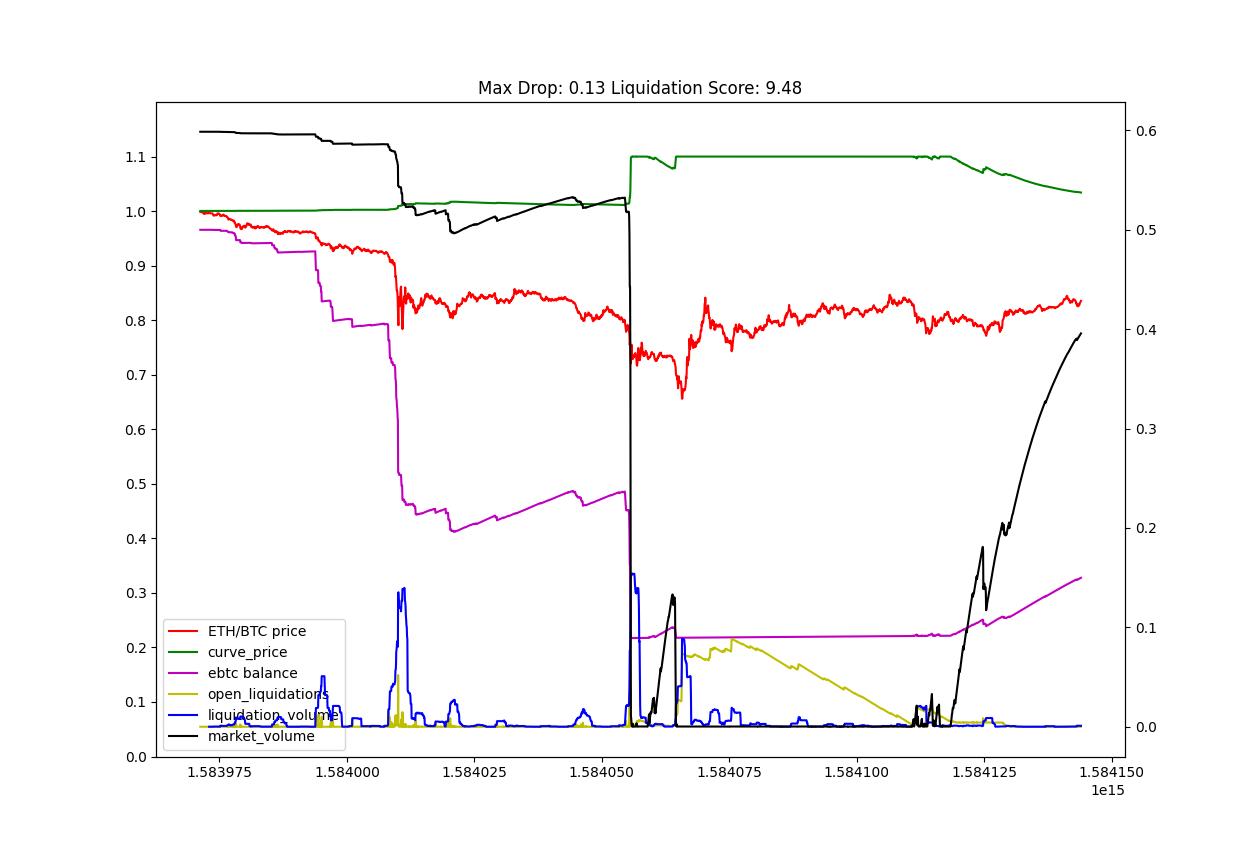 Max Drop: 0.13 Liquidation Score: 9.48
1.1
1.0
0.9
0.8
0.7
0.6
0.5
0.4
0.3
0.2
0.1
0.0
0.6
0.5
0.4
0.3
0.2
0.1
0.0
ETH/BTC price
curve_price
ebtc balance
open_liquidations
liquidation_volume
market_volume
1.583975 1.584000 1.584025 1.584050 1.584075 1.584100 1.584125 1.584150
1e15